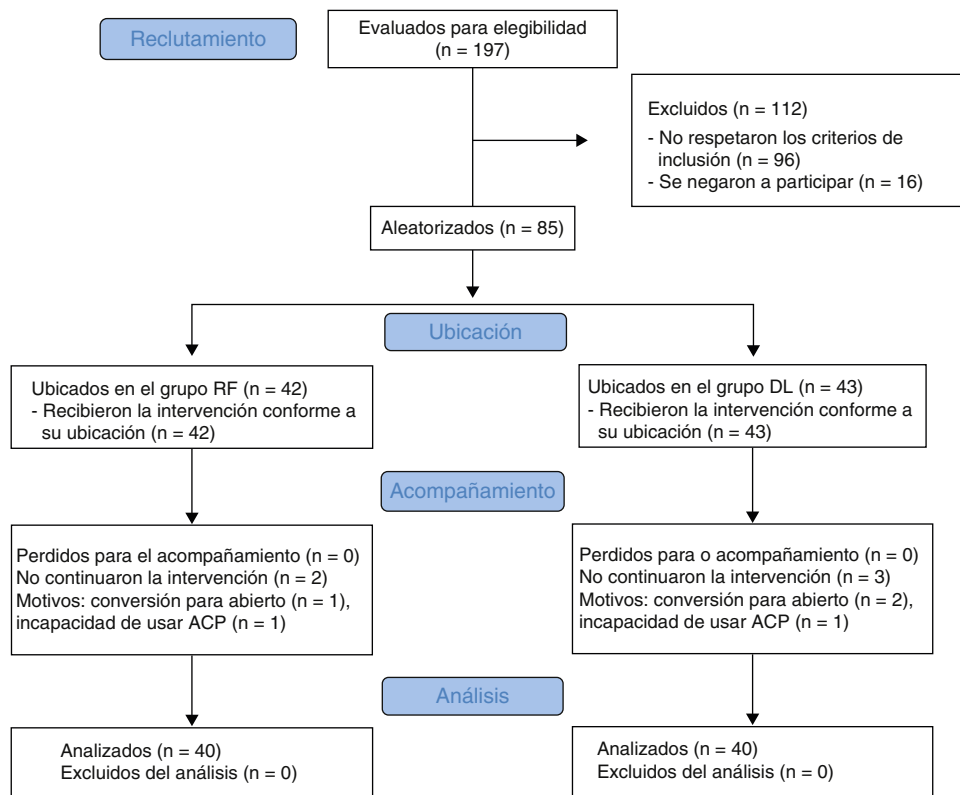 Reclutamiento
Evaluados para elegibilidad
(n = 197)
Excluidos (n = 112)
- No respetaron los criterios de
inclusión (n = 96)
- Se negaron a participar (n = 16)
Aleatorizados (n = 85)
Ubicación
Ubicados en el grupo RF (n = 42)
- Recibieron la intervención conforme a
su ubicación (n = 42)
Ubicados en el grupo DL (n = 43)
- Recibieron la intervención conforme a
su ubicación (n = 43)
Acompañamiento
Perdidos para el acompañamiento (n = 0)
No continuaron la intervención (n = 2)
Motivos: conversión para abierto (n = 1),
incapacidad de usar ACP (n = 1)
Perdidos para o acompañamiento (n = 0)
No continuaron la intervención (n = 3)
Motivos: conversión para abierto (n = 2),
incapacidad de usar ACP (n = 1)
Análisis
Analizados (n = 40)
Excluidos del análisis (n = 0)
Analizados (n = 40)
Excluidos del análisis (n = 0)